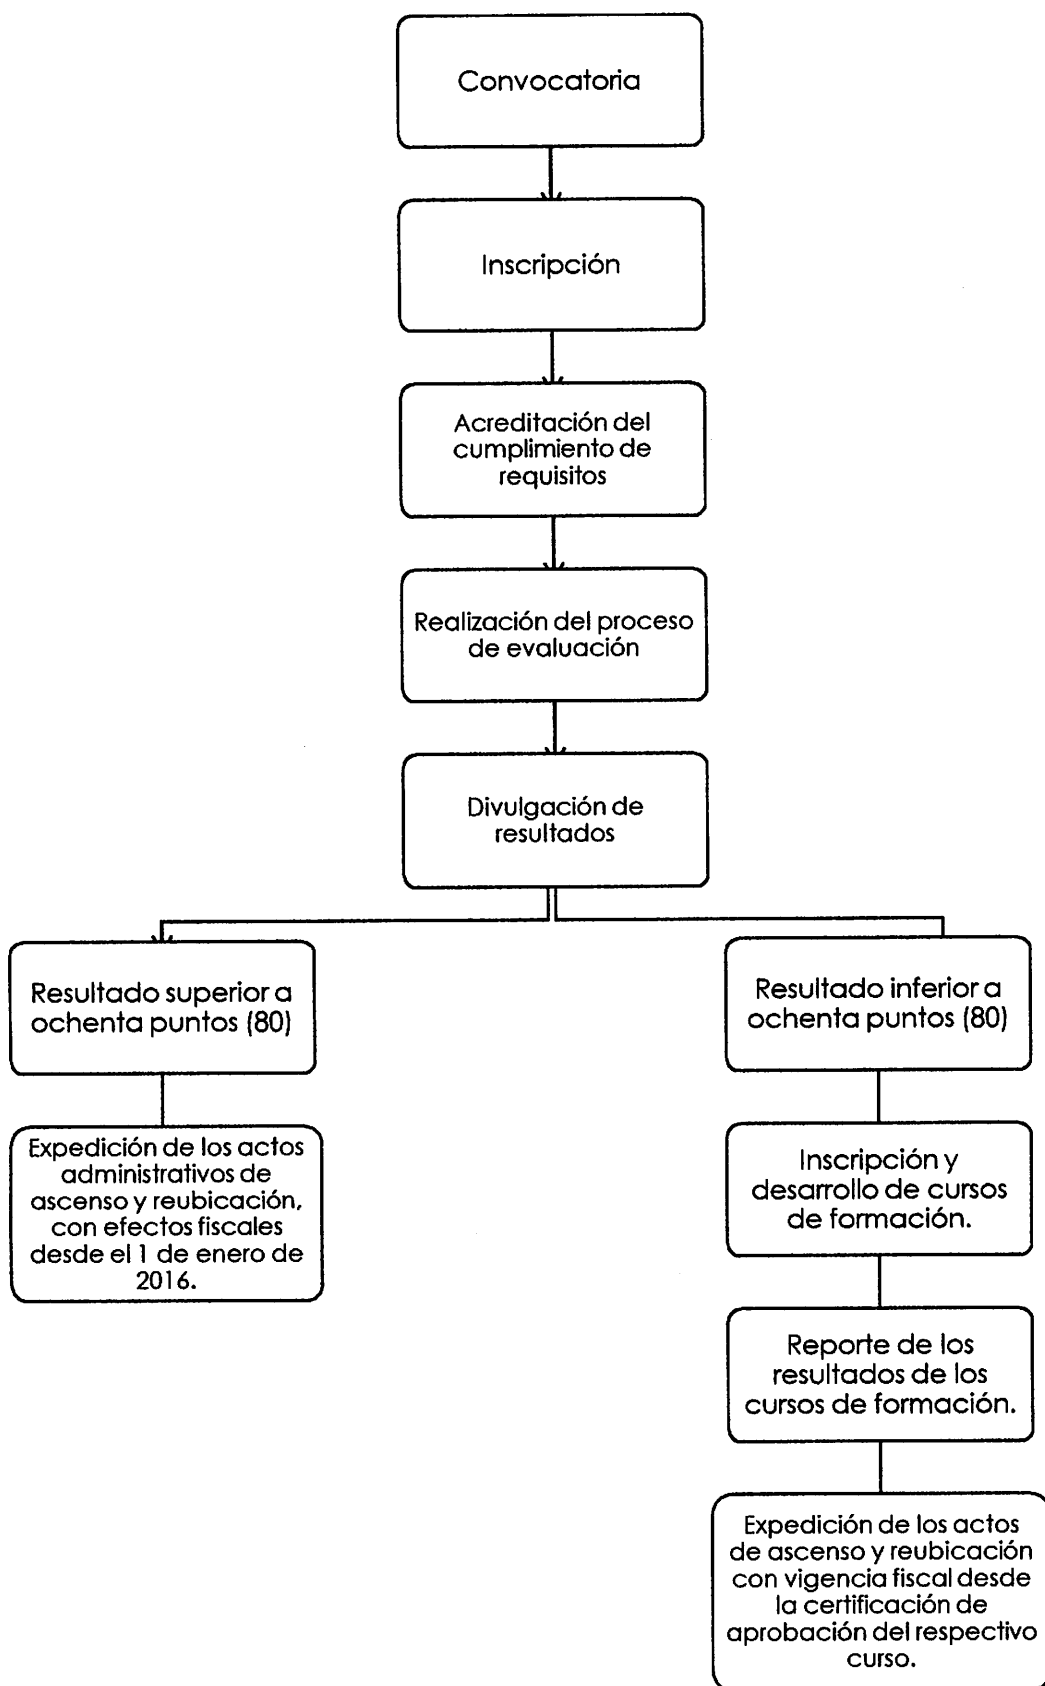 Convocatoria
Inscripción
Acreditación del
cumplimiento de
requisitos
Realización del proceso
de evaluación
Divulgación de
resultados
Resultado superior a
ochenta puntos (80)
Expedición de los actos
administrativos de
ascenso y reubicación,
con efectos fiscales
desde el 1 de enero de
2016.
Resultado inferior a
ochenta puntos (80)
Inscripción y
desarrollo de cursos
de formación.
Reporte de los
resultados de los
cursos de formación.
Expedición de los actos
de ascenso y reubicación
con vigencia fiscal desde
la certificación de
aprobación del respectivo
curso.